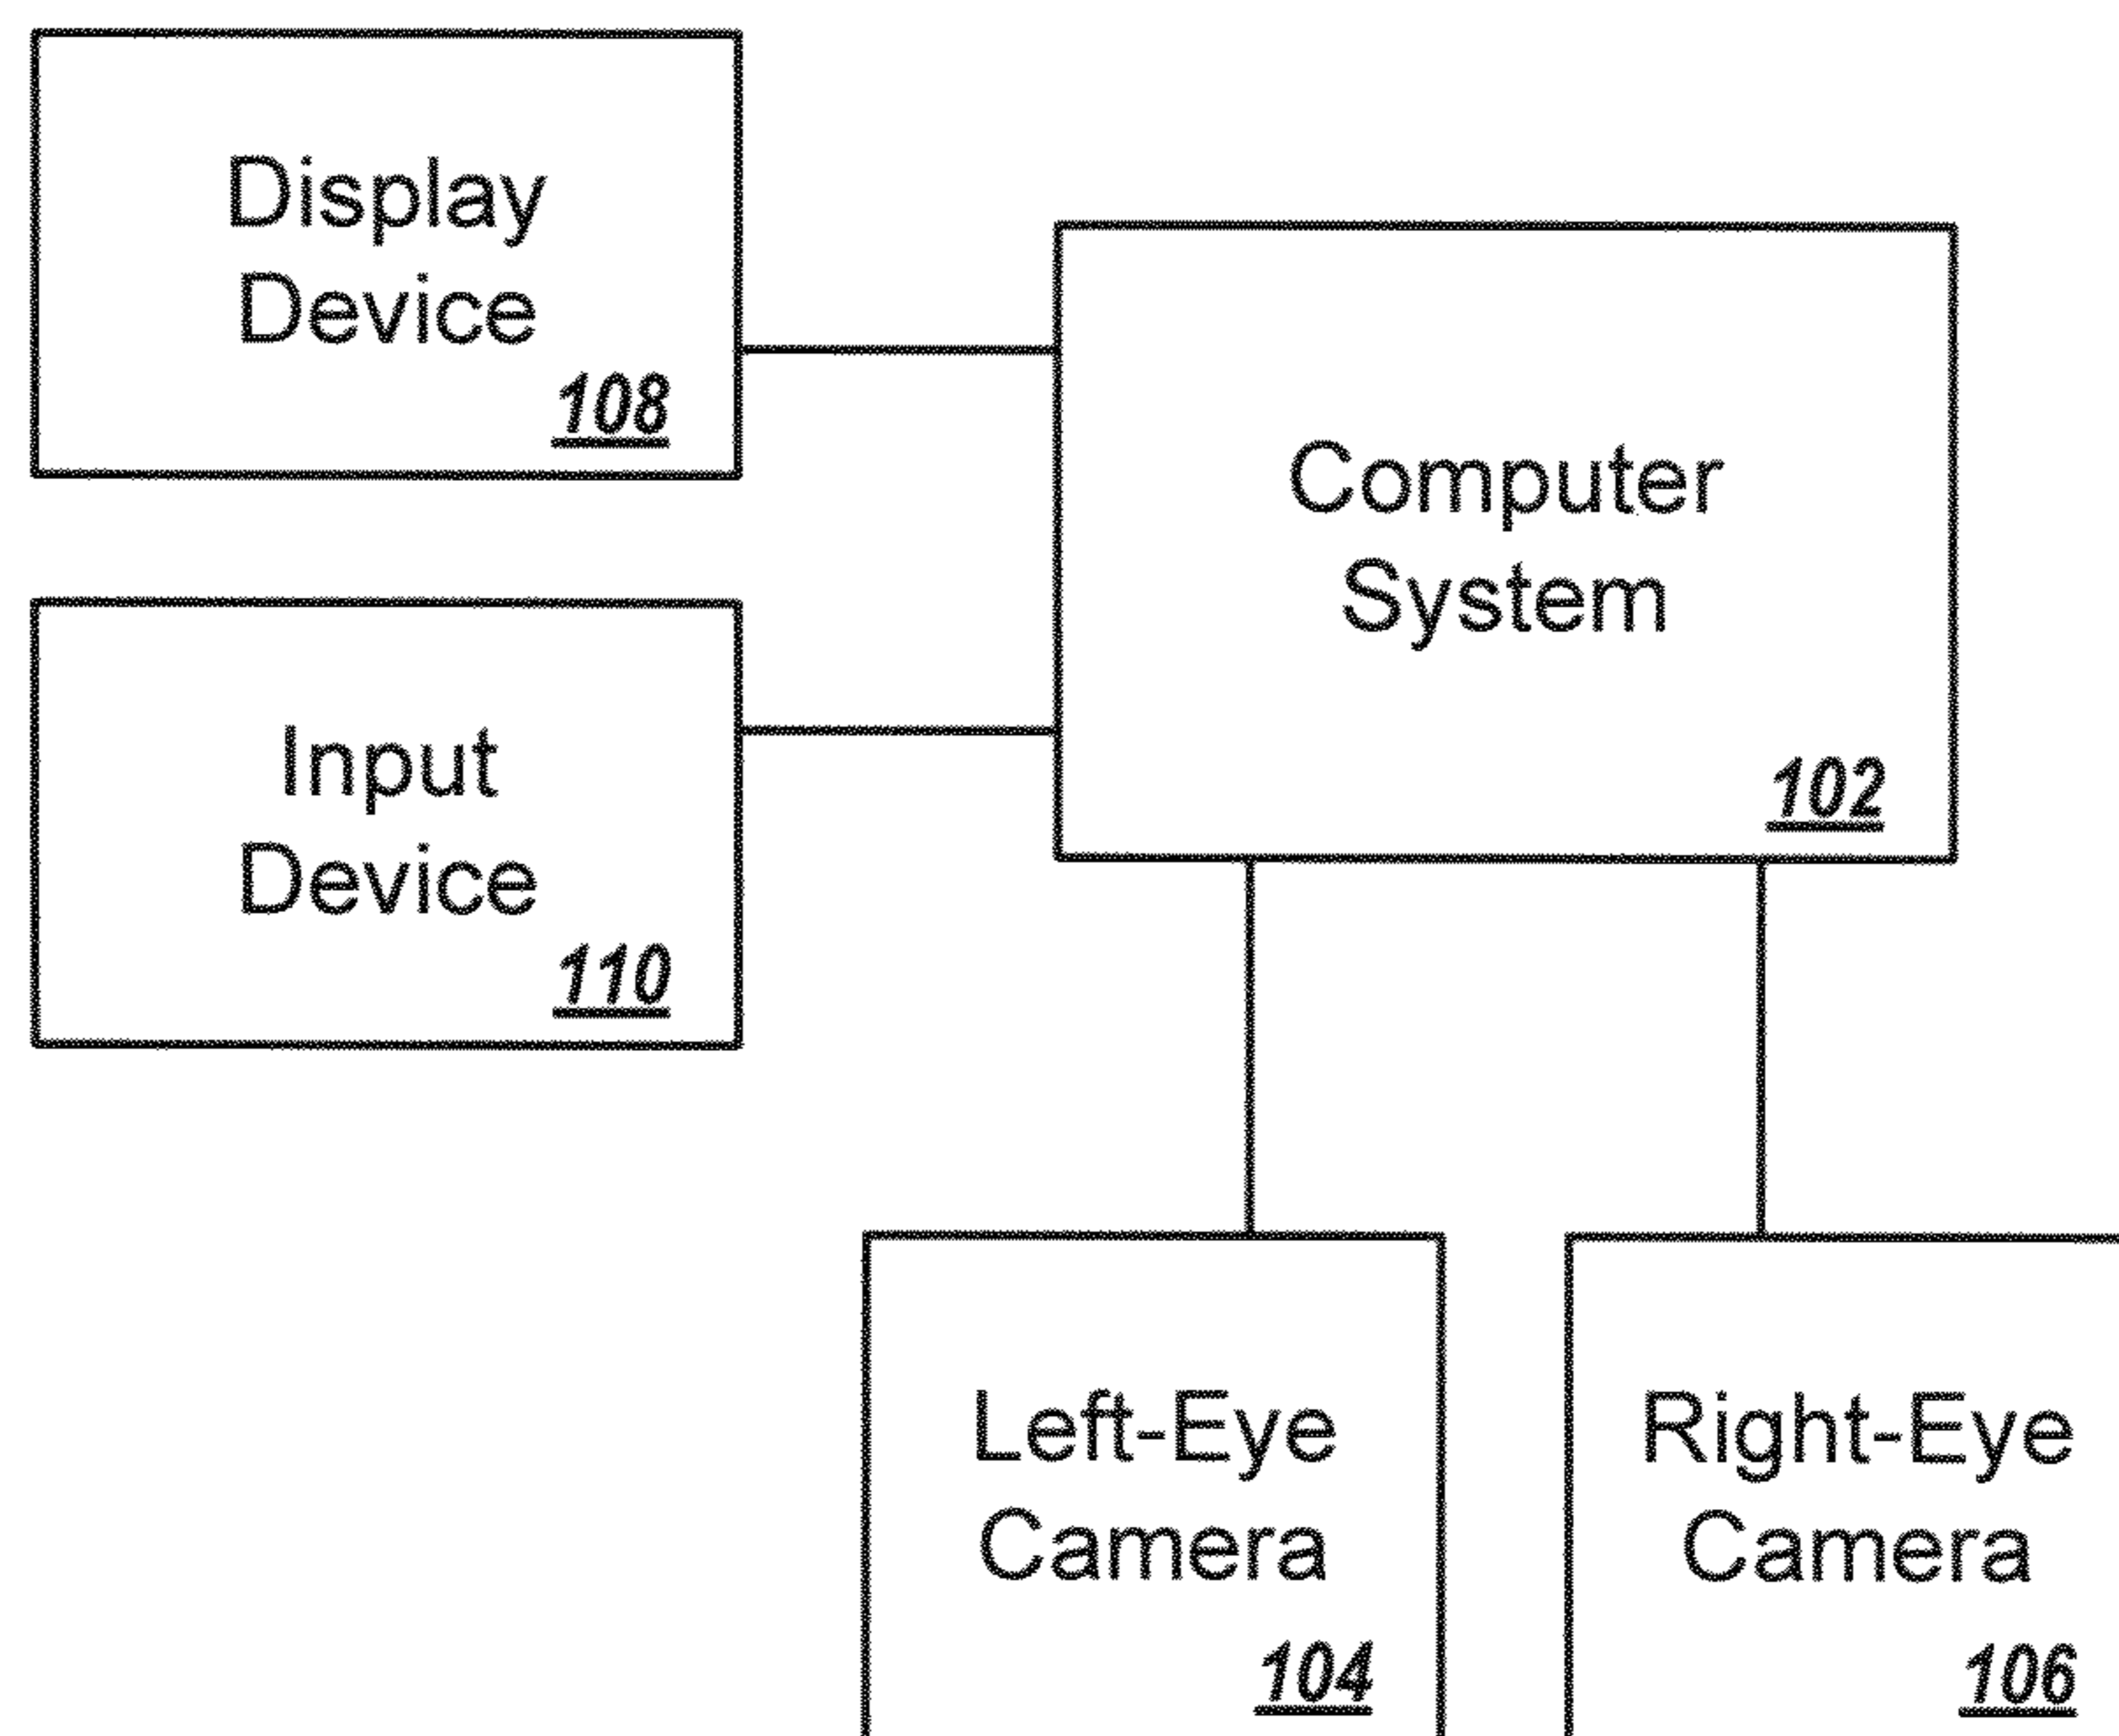 Display
Device
108
Computer
System
102
Input
Device
110
Left-Eye
Camera
104
Right-Eye
Camera
106